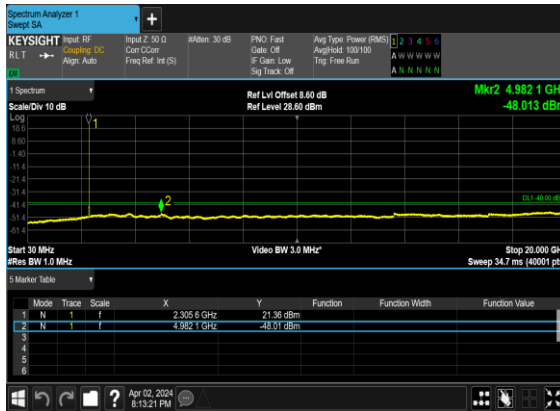 Spectrum Analyzer 1
Swept SA
+
KEYSIGHT Input: RF Input Z: 50 Ω #Atten: 30 dB PNO: Fast Avg Type: Power (RMS) 1 2 3 4 5 6
Coupling: DC Corr CCorr Gate: Off Avg|Hold: 100/100
RLT Align: Auto Freq Ref: Int (S) IF Gain: Low Trig: Free Run A W W W W W
Sig Track: Off
A N N N N N
1 Spectrum
Ref Lvl Offset 8.60 dB Mkr2 4.982 1 GH
Scale/Div 10 dB Ref Level 28.60 dBm -48.013 dBm
Log
1
18.6
8.60
-1.40
-11.4
-21.4
-31.4
DL1 -40.00 dB
-41.4
2
-51.4
-61.4
Start 30 MHz Video BW 3.0 MHz* Stop 20.000 GH
#Res BW 1.0 MHz Sweep 34.7 ms (40001 pt
5 Marker Table
Mode Trace Scale X Y Function Function Width Function Value
1 N 1 f 2.305 6 GHz 21.36 dBm
2 N 1 f 4.982 1 GHz -48.01 dBm
3
4
5
6
? Apr 02, 2024
8:13:21 PM